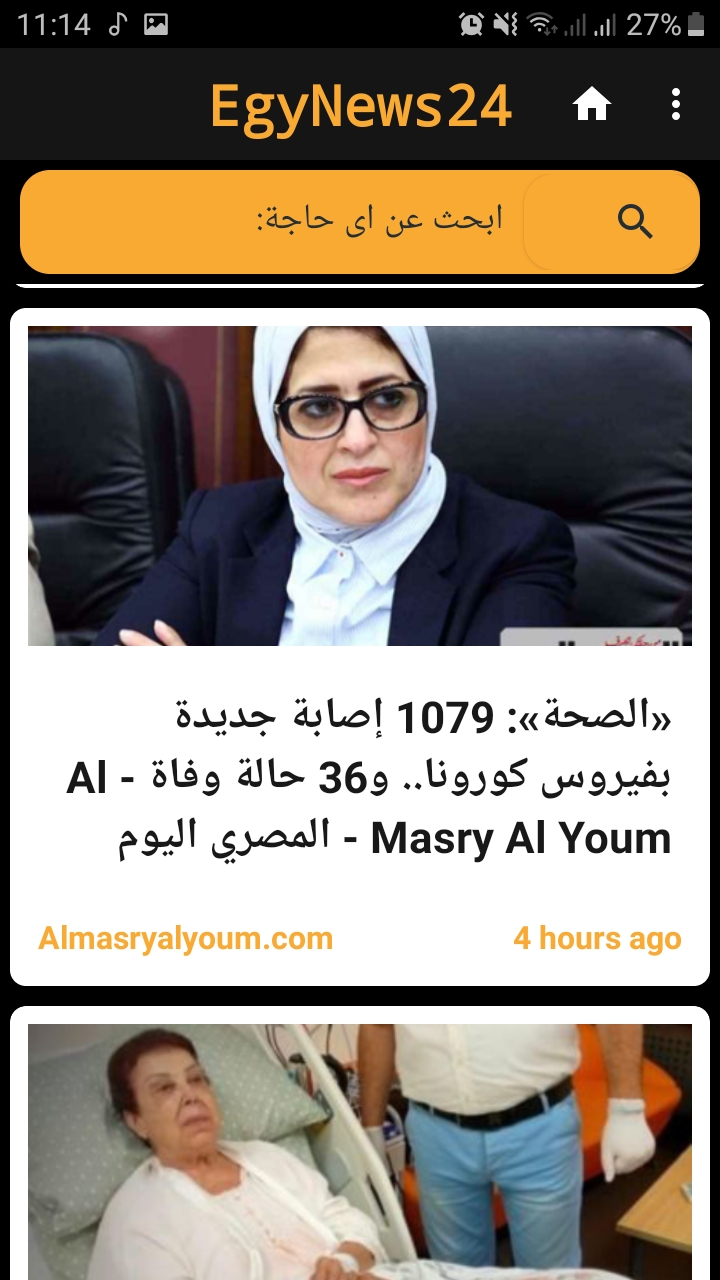 11:14
27%
EgyNews24
ابحث عن اى حاجة:
«الصحة»: 1079 إصابة جديدة
بفيروس كورونا.. و36 حالة وفاة - Al
Masry Al Youm - المصري اليوم
Almasryalyoum.com
4 hours ago